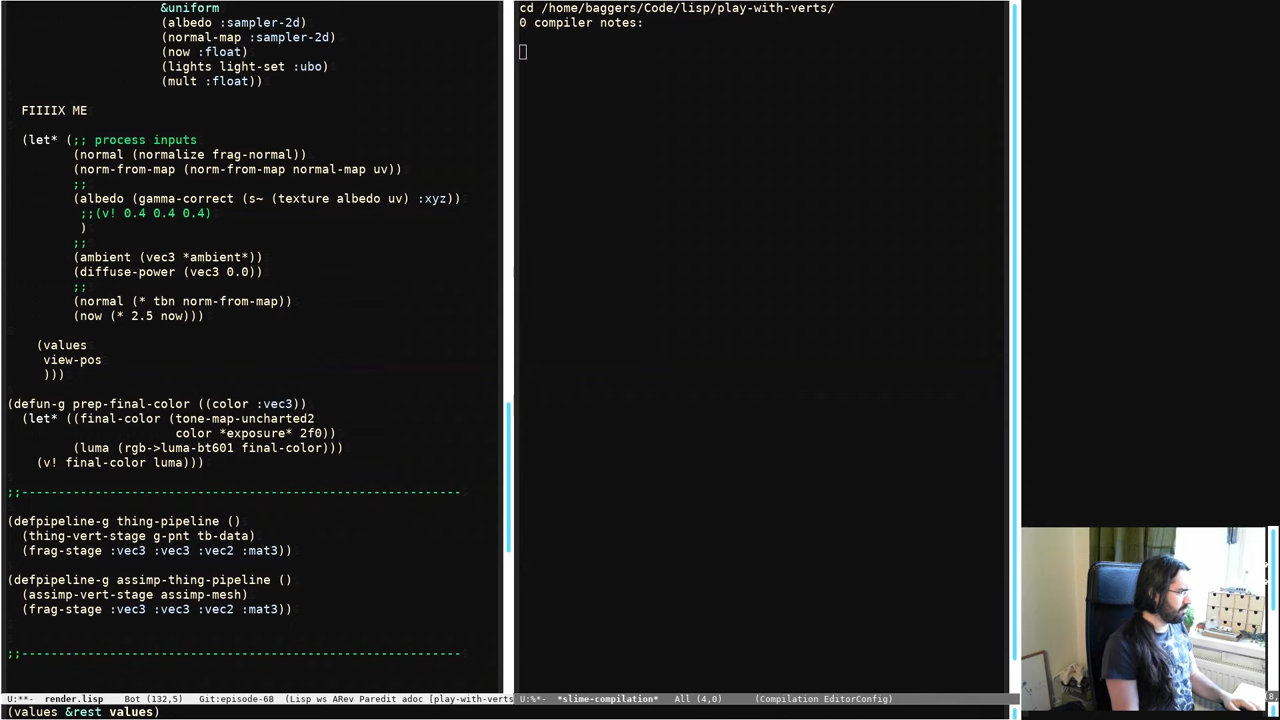 &uniform
(albedo :sampler-2d)
(normal-map :sampler-2d)
(now :float)
(lights light-set :ubo)
(mult :float))
FIIIIX ME
(let* (;; process inputs
(normal (normalize frag-normal))
(norm-from-map (norm-from-map normal-map uv))
;;
(albedo (gamma-correct (s~ (texture albedo uv) :xyz))
;;(v! 0.4 0.4 0.4)
)
;;
(ambient (vec3 *ambient*))
(diffuse-power (vec3 0.0))
;;
(normal (* tbn norm-from-map))
(now (* 2.5 now)))
(values
view-pos
)))
(defun-g prep-final-color ((color :vec3))
(let* ((final-color (tone-map-uncharted2
color *exposure* 2f0))
(luma (rgb->luma-bt601 final-color)))
(v! final-color luma)))
;;------------------------------------------------------------
(defpipeline-g thing-pipeline ()
(thing-vert-stage g-pnt tb-data)
(frag-stage :vec3 :vec3 :vec2 :mat3))
(defpipeline-g assimp-thing-pipeline ()
(assimp-vert-stage assimp-mesh)
(frag-stage :vec3 :vec3 :vec2 :mat3))
;;------------------------------------------------------------
U:**-  render.lisp   Bot (132,5)   Git:episode-68  (Lisp ws ARev Paredit adoc [play-with-verts
(values &rest values)
cd /home/baggers/Code/lisp/play-with-verts/
0 compiler notes:
U:%*-  *slime-compilation*   All (4,0)   (Compilation EditorConfig)